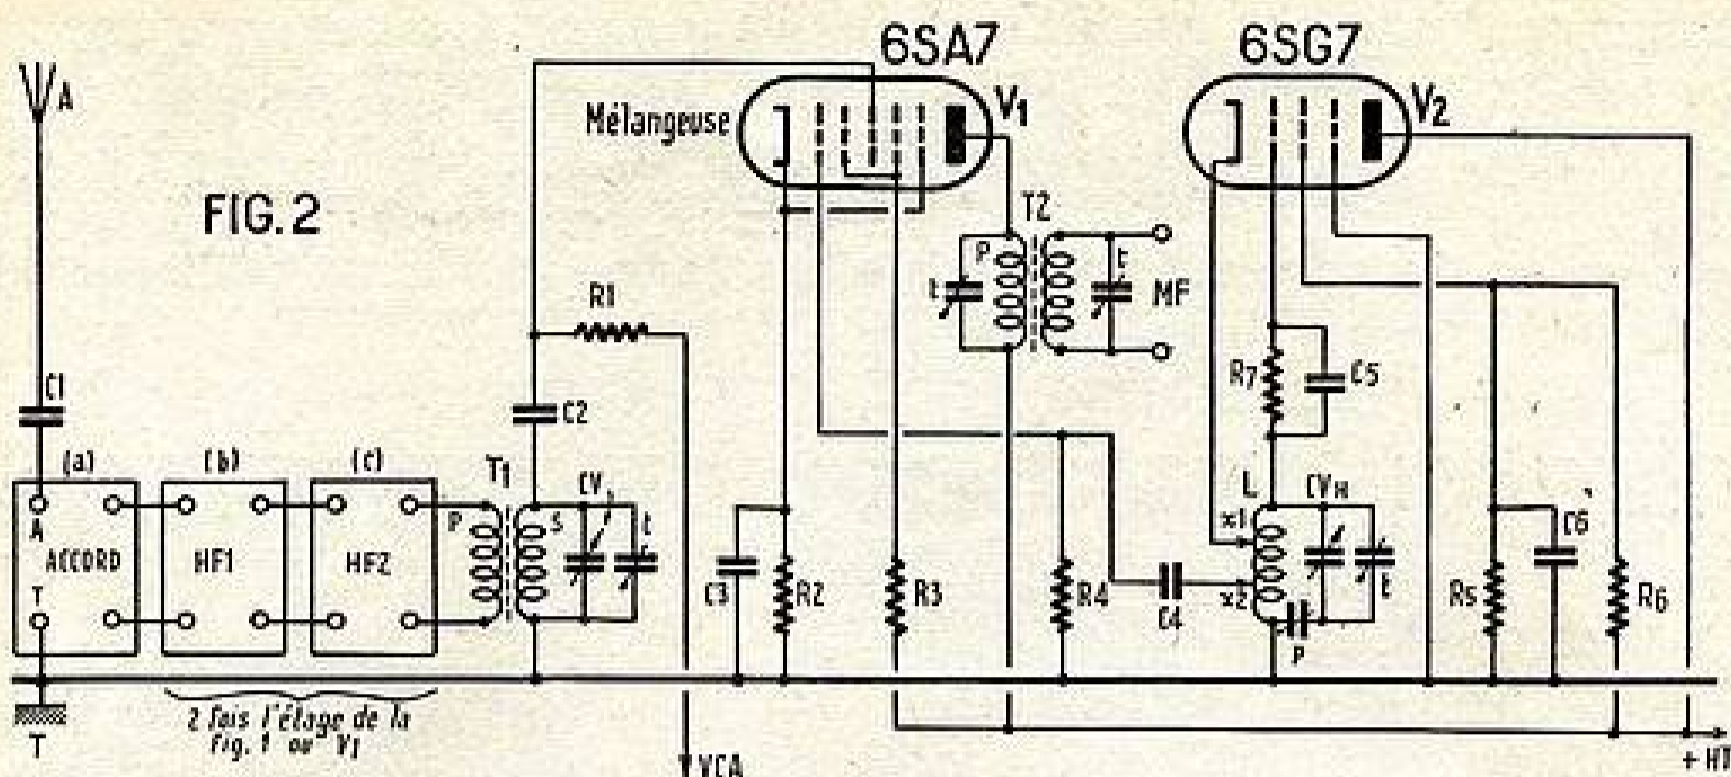 6SA7
6SG7
A
Mélangeuse
V1
V2
FIG. 2
T2
P
t
t
MF
R1
C1
C2
R7
C5
(a)
(b)
(c)
T1
CV
L
CVH
A
P
S
t
x1
C6
ACCORD
HF1
HF2
T
C3
R2
R3
R4
C4
x2
t
R5
R6
P
2 fois l'étage de la
Fig. 1 ou V1
T
VCA
+ HT